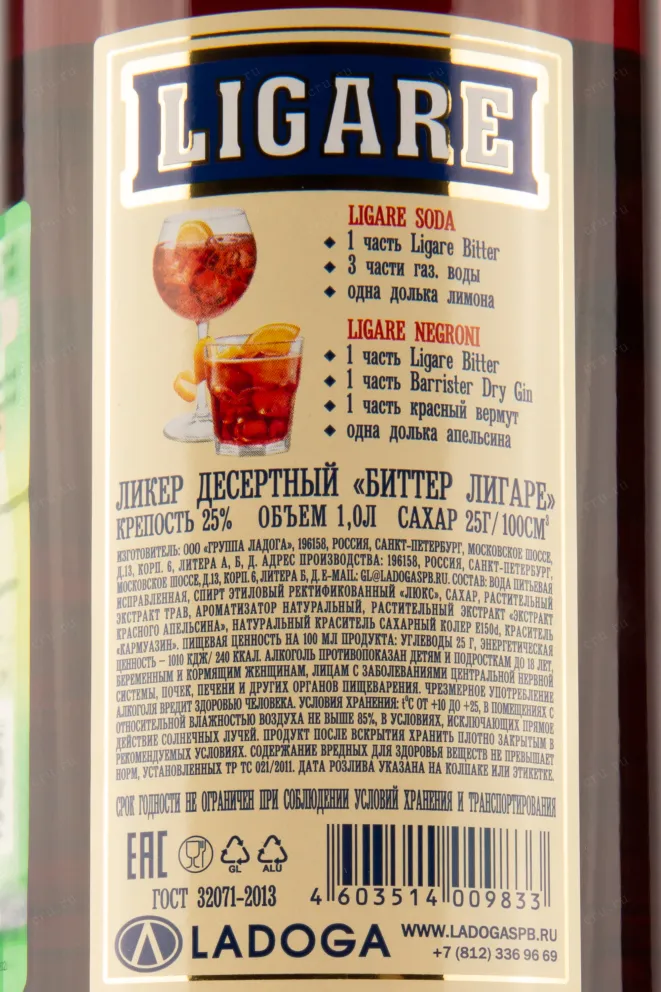 LIGARE
LIGARE SODA
1 часть Ligare Bitter
3 части газ. воды
одна долька лимона
LIGARE NEGRONI
1 часть Ligare Bitter
1 часть Barrister Dry Gin
1 часть красный вермут
одна долька апельсина
ЛИКЕР ДЕСЕРТНЫЙ «БИТТЕР ЛИГАРЕ»
КРЕПОСТЬ 25% ОБЪЕМ 1,0Л САХАР 25Г/100СМ³
ИЗГОТОВИТЕЛЬ: ООО «ГРУППА ЛАДОГА», 196158, РОССИЯ, САНКТ-ПЕТЕРБУРГ, МОСКОВСКОЕ ШОССЕ,
Д.13, КОРП. 6, ЛИТЕРА А, Б, Д. АДРЕС ПРОИЗВОДСТВА: 196158, РОССИЯ, САНКТ-ПЕТЕРБУРГ,
МОСКОВСКОЕ ШОССЕ, Д.13, КОРП. 6, ЛИТЕРА Б, Д. E-MAIL: GL@LADOGASPB.RU. СОСТАВ: ВОДА ПИТЬЕВАЯ
ИСПРАВЛЕННАЯ, СПИРТ ЭТИЛОВЫЙ РЕКТИФИКОВАННЫЙ «ЛЮКС», САХАР, РАСТИТЕЛЬНЫЙ
ЭКСТРАКТ ТРАВ, АРОМАТИЗАТОР НАТУРАЛЬНЫЙ, РАСТИТЕЛЬНЫЙ ЭКСТРАКТ «ЭКСТРАКТ
КРАСНОГО АПЕЛЬСИНА», НАТУРАЛЬНЫЙ КРАСИТЕЛЬ САХАРНЫЙ КОЛЕР E150d, КРАСИТЕЛЬ
«КАРМУАЗИН». ПИЩЕВАЯ ЦЕННОСТЬ НА 100 МЛ ПРОДУКТА: УГЛЕВОДЫ 25 Г, ЭНЕРГЕТИЧЕСКАЯ
ЦЕННОСТЬ – 1010 КДЖ/ 240 ККАЛ. АЛКОГОЛЬ ПРОТИВОПОКАЗАН ДЕТЯМ И ПОДРОСТКАМ ДО 18 ЛЕТ,
БЕРЕМЕННЫМ И КОРМЯЩИМ ЖЕНЩИНАМ, ЛИЦАМ С ЗАБОЛЕВАНИЯМИ ЦЕНТРАЛЬНОЙ НЕРВНОЙ
СИСТЕМЫ, ПОЧЕК, ПЕЧЕНИ И ДРУГИХ ОРГАНОВ ПИЩЕВАРЕНИЯ. ЧРЕЗМЕРНОЕ УПОТРЕБЛЕНИЕ
АЛКОГОЛЯ ВРЕДИТ ЗДОРОВЬЮ ЧЕЛОВЕКА. УСЛОВИЯ ХРАНЕНИЯ: t°С ОТ +10 ДО +25, В ПОМЕЩЕНИЯХ С
ОТНОСИТЕЛЬНОЙ ВЛАЖНОСТЬЮ ВОЗДУХА НЕ ВЫШЕ 85%, В УСЛОВИЯХ, ИСКЛЮЧАЮЩИХ ПРЯМОЕ
ДЕЙСТВИЕ СОЛНЕЧНЫХ ЛУЧЕЙ. ПРОДУКТ ПОСЛЕ ВСКРЫТИЯ ХРАНИТЬ ПЛОТНО ЗАКРЫТЫМ В
РЕКОМЕНДУЕМЫХ УСЛОВИЯХ. СОДЕРЖАНИЕ ВРЕДНЫХ ДЛЯ ЗДОРОВЬЯ ВЕЩЕСТВ НЕ ПРЕВЫШАЕТ
НОРМ, УСТАНОВЛЕННЫХ ТР ТС 021/2011. ДАТА РОЗЛИВА УКАЗАНА НА КОЛПАКЕ ИЛИ ЭТИКЕТКЕ.
СРОК ГОДНОСТИ НЕ ОГРАНИЧЕН ПРИ СОБЛЮДЕНИИ УСЛОВИЙ ХРАНЕНИЯ И ТРАНСПОРТИРОВАНИЯ
EAC GL ALU
ГОСТ 32071-2013
4 603514 009833
LADOGA
WWW.LADOGASPB.RU
+7 (812) 336 96 69